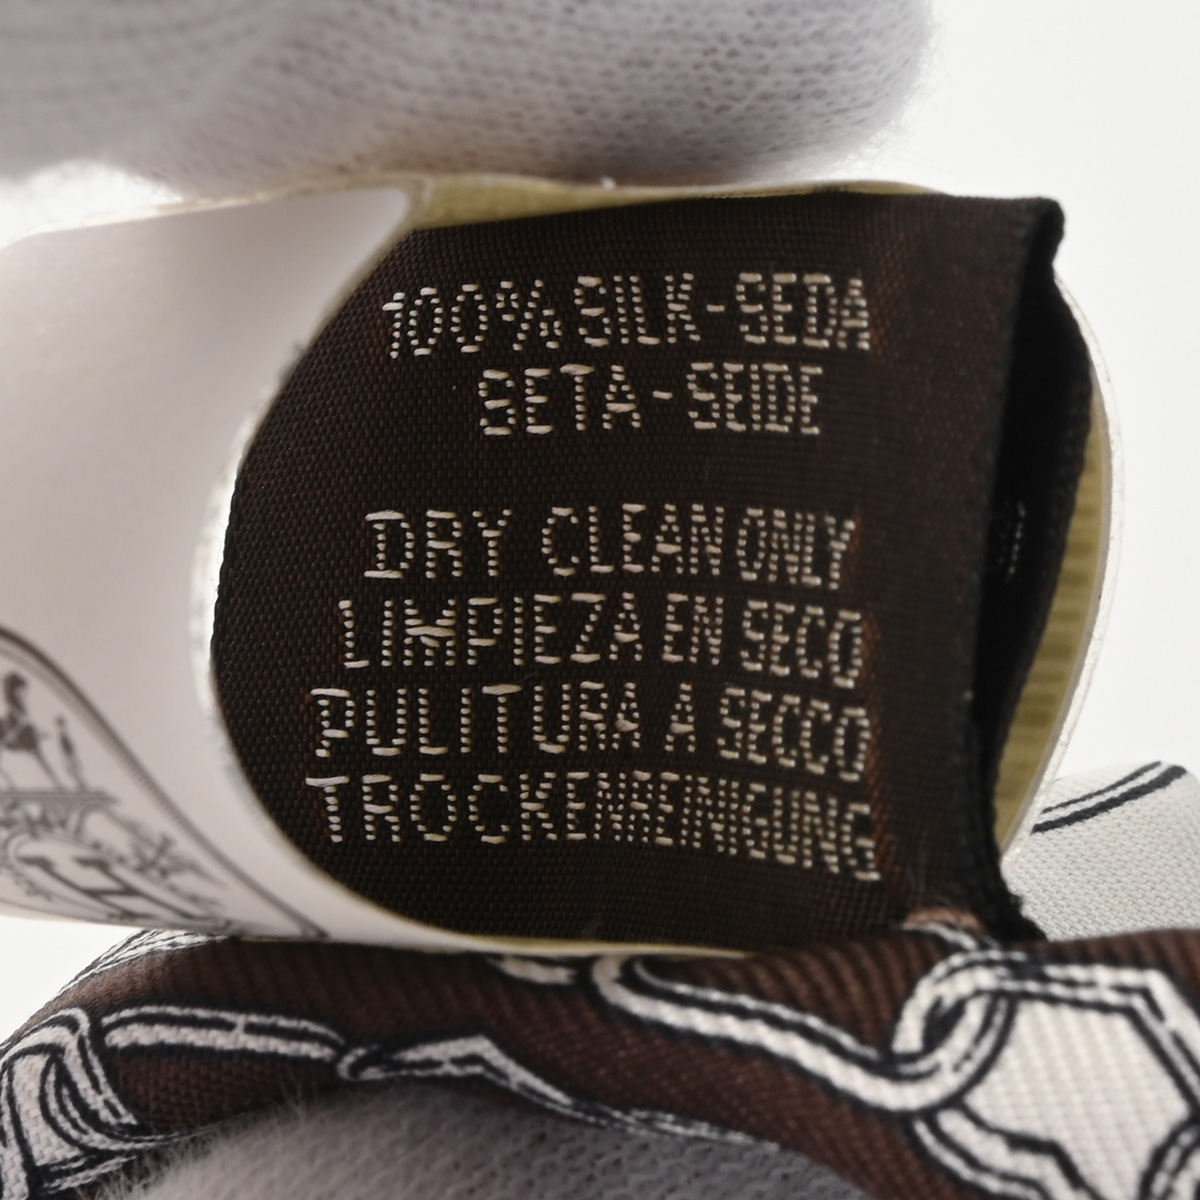 100% SILK-SEDA
SETA-SEIDE
DRY CLEAN ONLY
LIMPIEZA EN SECO
PULITURA A SECCO
TROCKENREINIGUNG